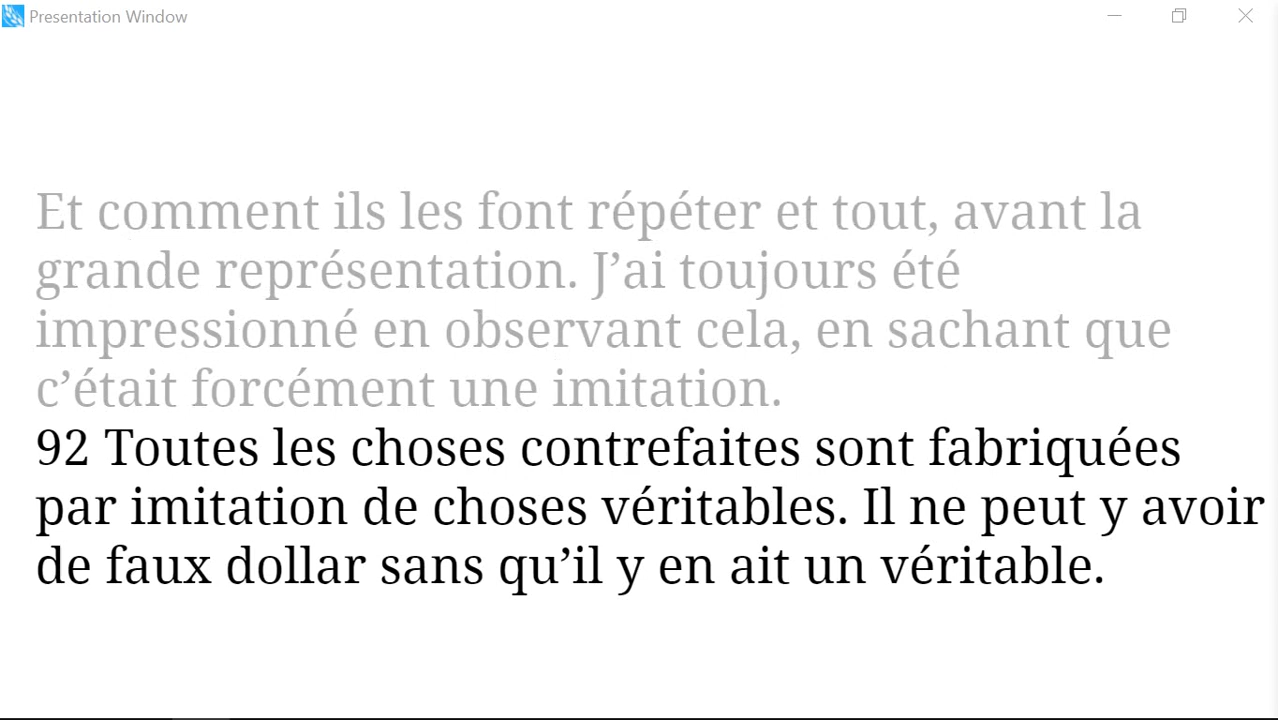 Presentation Window
Et comment ils les font répéter et tout, avant la
grande représentation. J’ai toujours été
impressionné en observant cela, en sachant que
c’était forcément une imitation.
92 Toutes les choses contrefaites sont fabriquées
par imitation de choses véritables. Il ne peut y avoir
de faux dollar sans qu’il y en ait un véritable.